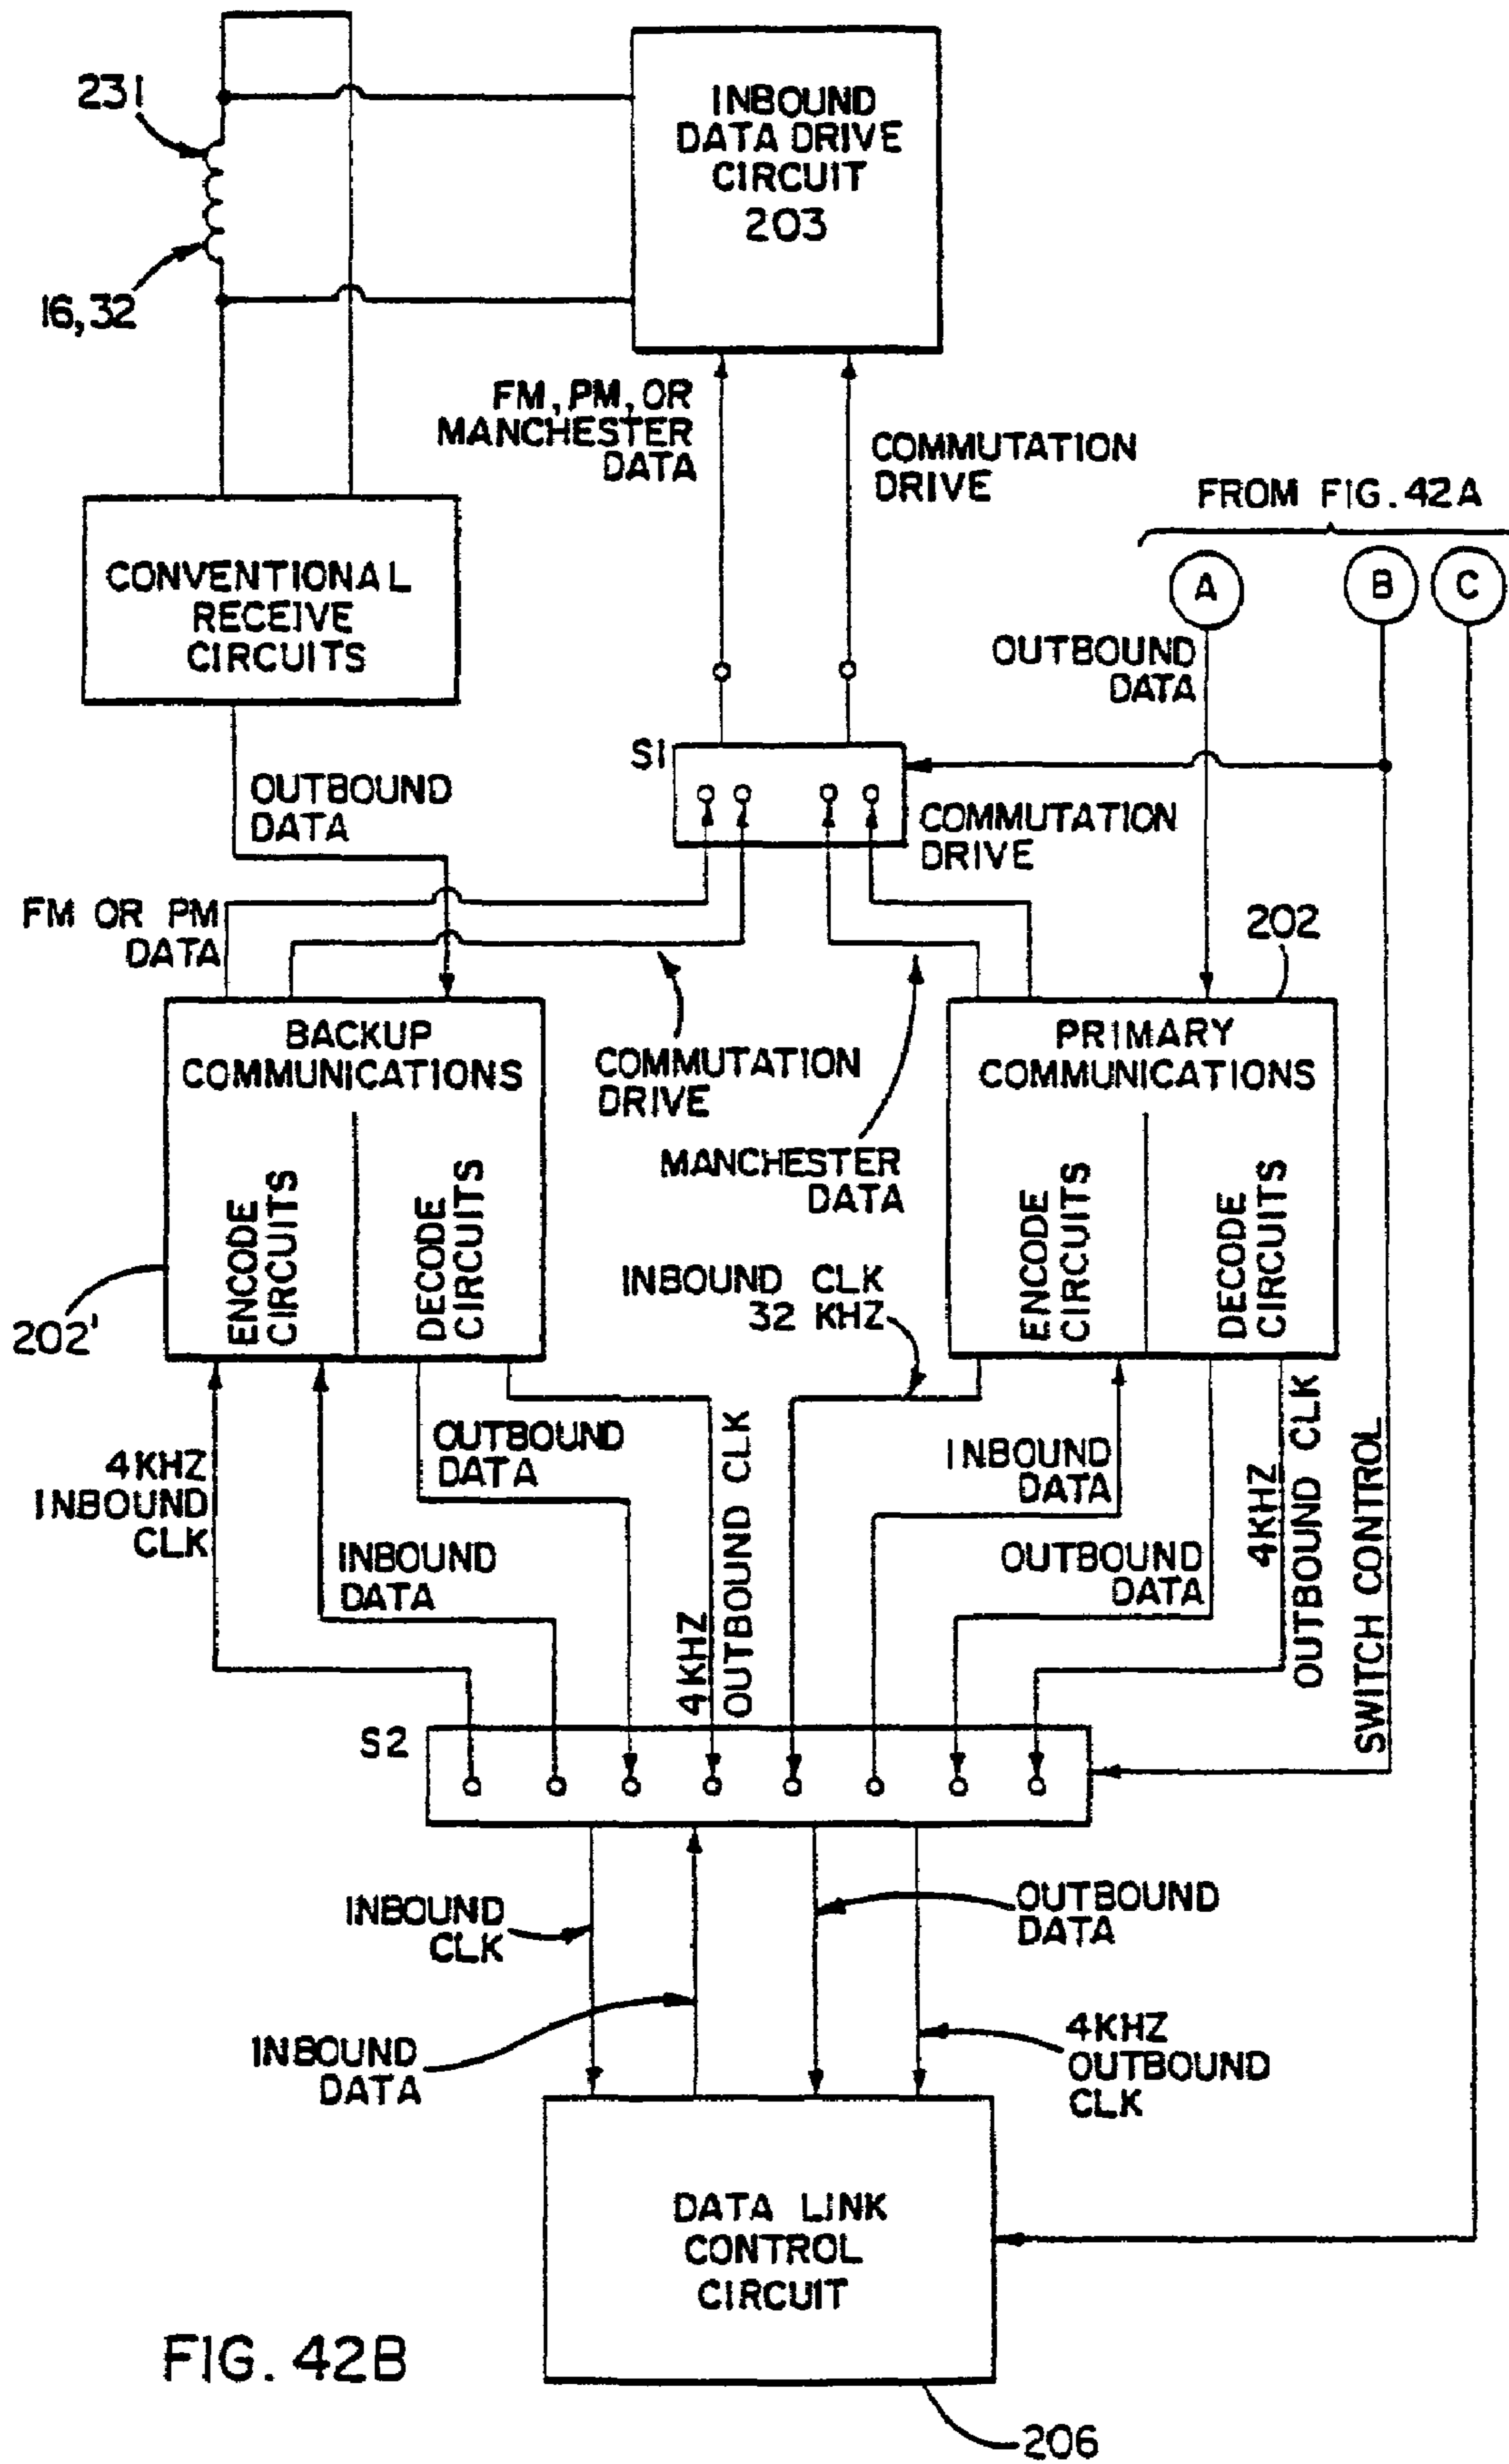 231
16,32
INBOUND
DATA DRIVE
CIRCUIT
203
FM, PM, OR
MANCHESTER
DATA
COMMUTATION
DRIVE
FROM FIG. 42A
A
B
C
CONVENTIONAL
RECEIVE
CIRCUITS
OUTBOUND
DATA
S1
OUTBOUND
DATA
COMMUTATION
DRIVE
FM OR PM
DATA
202
BACKUP
COMMUNICATIONS
ENCODE
CIRCUITS
DECODE
CIRCUITS
COMMUTATION
DRIVE
MANCHESTER
DATA
PRIMARY
COMMUNICATIONS
ENCODE
CIRCUITS
DECODE
CIRCUITS
202'
INBOUND CLK
32 KHZ
4KHZ
INBOUND
CLK
INBOUND
DATA
OUTBOUND
DATA
4KHZ
OUTBOUND CLK
INBOUND
DATA
OUTBOUND
DATA
4KHZ
OUTBOUND CLK
SWITCH CONTROL
S2
INBOUND
CLK
INBOUND
DATA
OUTBOUND
DATA
4KHZ
OUTBOUND
CLK
DATA LINK
CONTROL
CIRCUIT
FIG. 42B
206